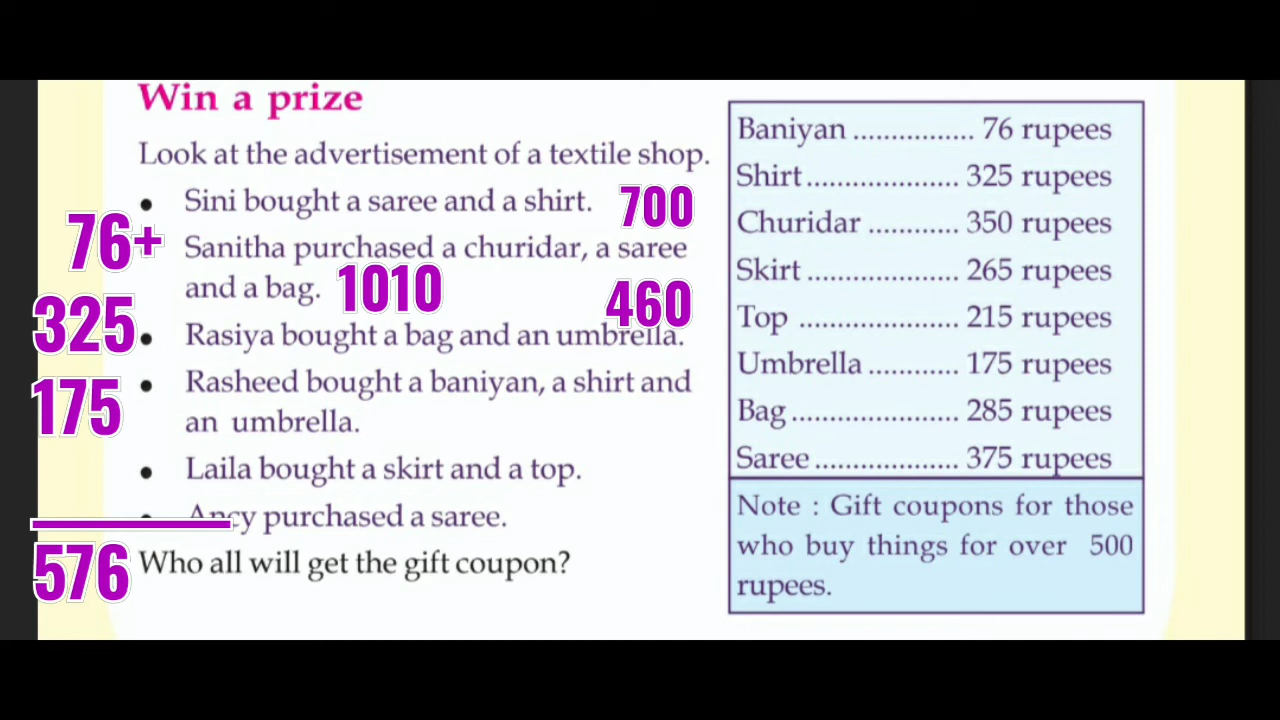 Win a prize
Look at the advertisement of a textile shop.
• Sini bought a saree and a shirt. 700
76+
Sanitha purchased a churidar, a saree
and a bag. 1010
460
325
• Rasiya bought a bag and an umbrella.
• Rasheed bought a baniyan, a shirt and
175
an umbrella.
• Laila bought a skirt and a top.
• Ancy purchased a saree.
576
Who all will get the gift coupon?
Baniyan ................. 76 rupees
Shirt ..................... 325 rupees
Churidar ............ 350 rupees
Skirt ..................... 265 rupees
Top ...................... 215 rupees
Umbrella ............ 175 rupees
Bag ....................... 285 rupees
Saree .................... 375 rupees
Note : Gift coupons for those
who buy things for over 500
rupees.